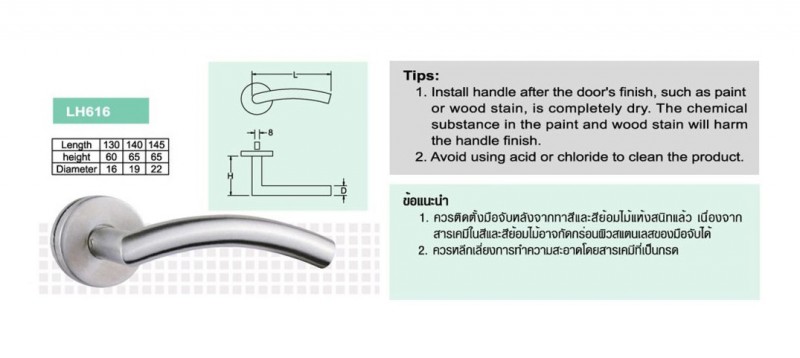 LH616
Length 130 140 145
height 60 65 65
Diameter 16 19 22
L
8
H
D
Tips:
1. Install handle after the door's finish, such as paint
or wood stain, is completely dry. The chemical
substance in the paint and wood stain will harm
the handle finish.
2. Avoid using acid or chloride to clean the product.
ข้อแนะนำ
1. ควรติดตั้งมือจับหลังจากทาสีและสีย้อมไม้แห้งสนิทแล้ว เนื่องจาก
สารเคมีในสีและสีย้อมไม้อาจกัดกร่อนผิวสแตนเลสของมือจับได้
2. ควรหลีกเลี่ยงการทำความสะอาดโดยสารเคมีที่เป็นกรด